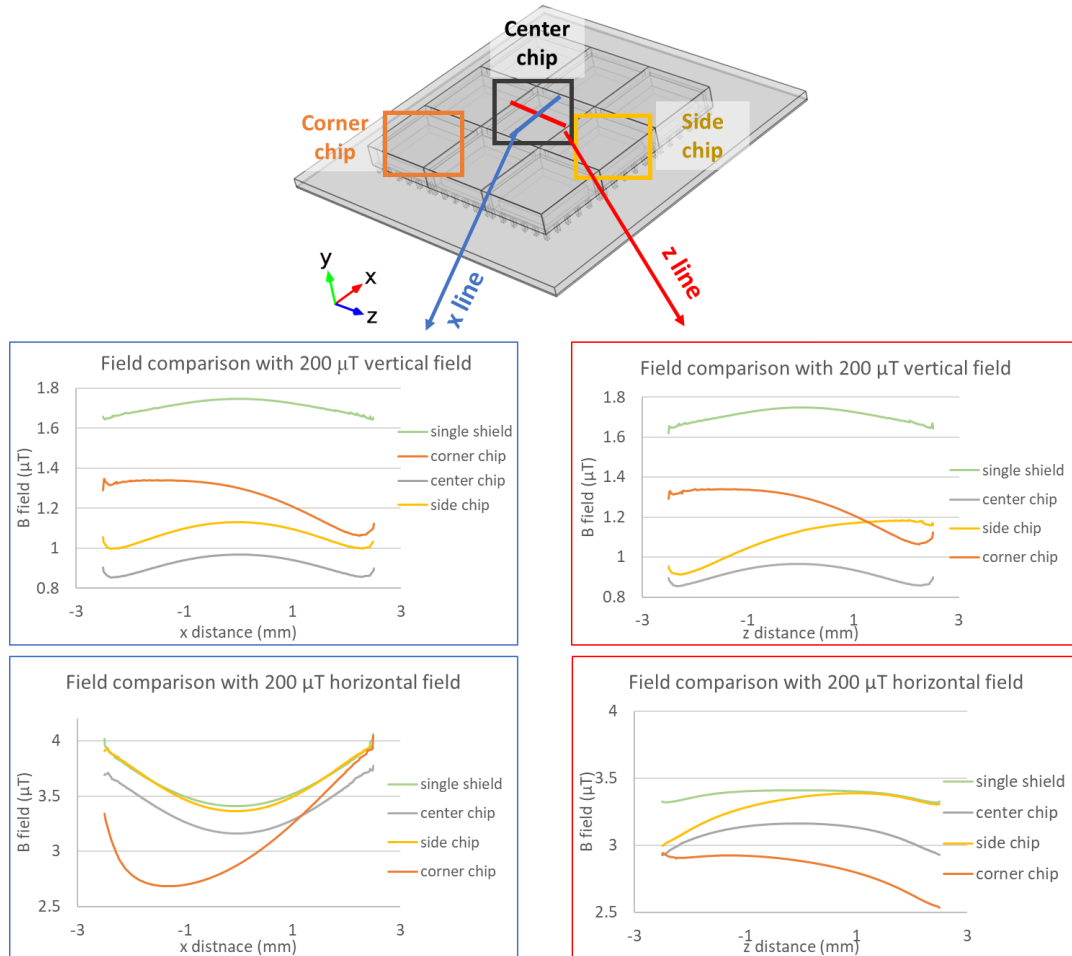 Center
chip
Corner
chip
Side
chip
y
x
z
x line
z line
Field comparison with 200 μT vertical field
1.8
1.6
1.4
1.2
1
0.8
-3
-1
1
3
B field (μT)
x distance (mm)
single shield
corner chip
center chip
side chip
Field comparison with 200 μT vertical field
1.8
1.6
1.4
1.2
1
0.8
-3
-1
1
3
B field (μT)
z distance (mm)
single shield
center chip
side chip
corner chip
Field comparison with 200 μT horizontal field
4
3.5
3
2.5
-3
-1
1
3
B field (μT)
x distnace (mm)
single shield
center chip
side chip
corner chip
Field comparison with 200 μT horizontal field
4
3.5
3
2.5
-3
-1
1
3
B field (μT)
z distance (mm)
single shield
center chip
side chip
corner chip